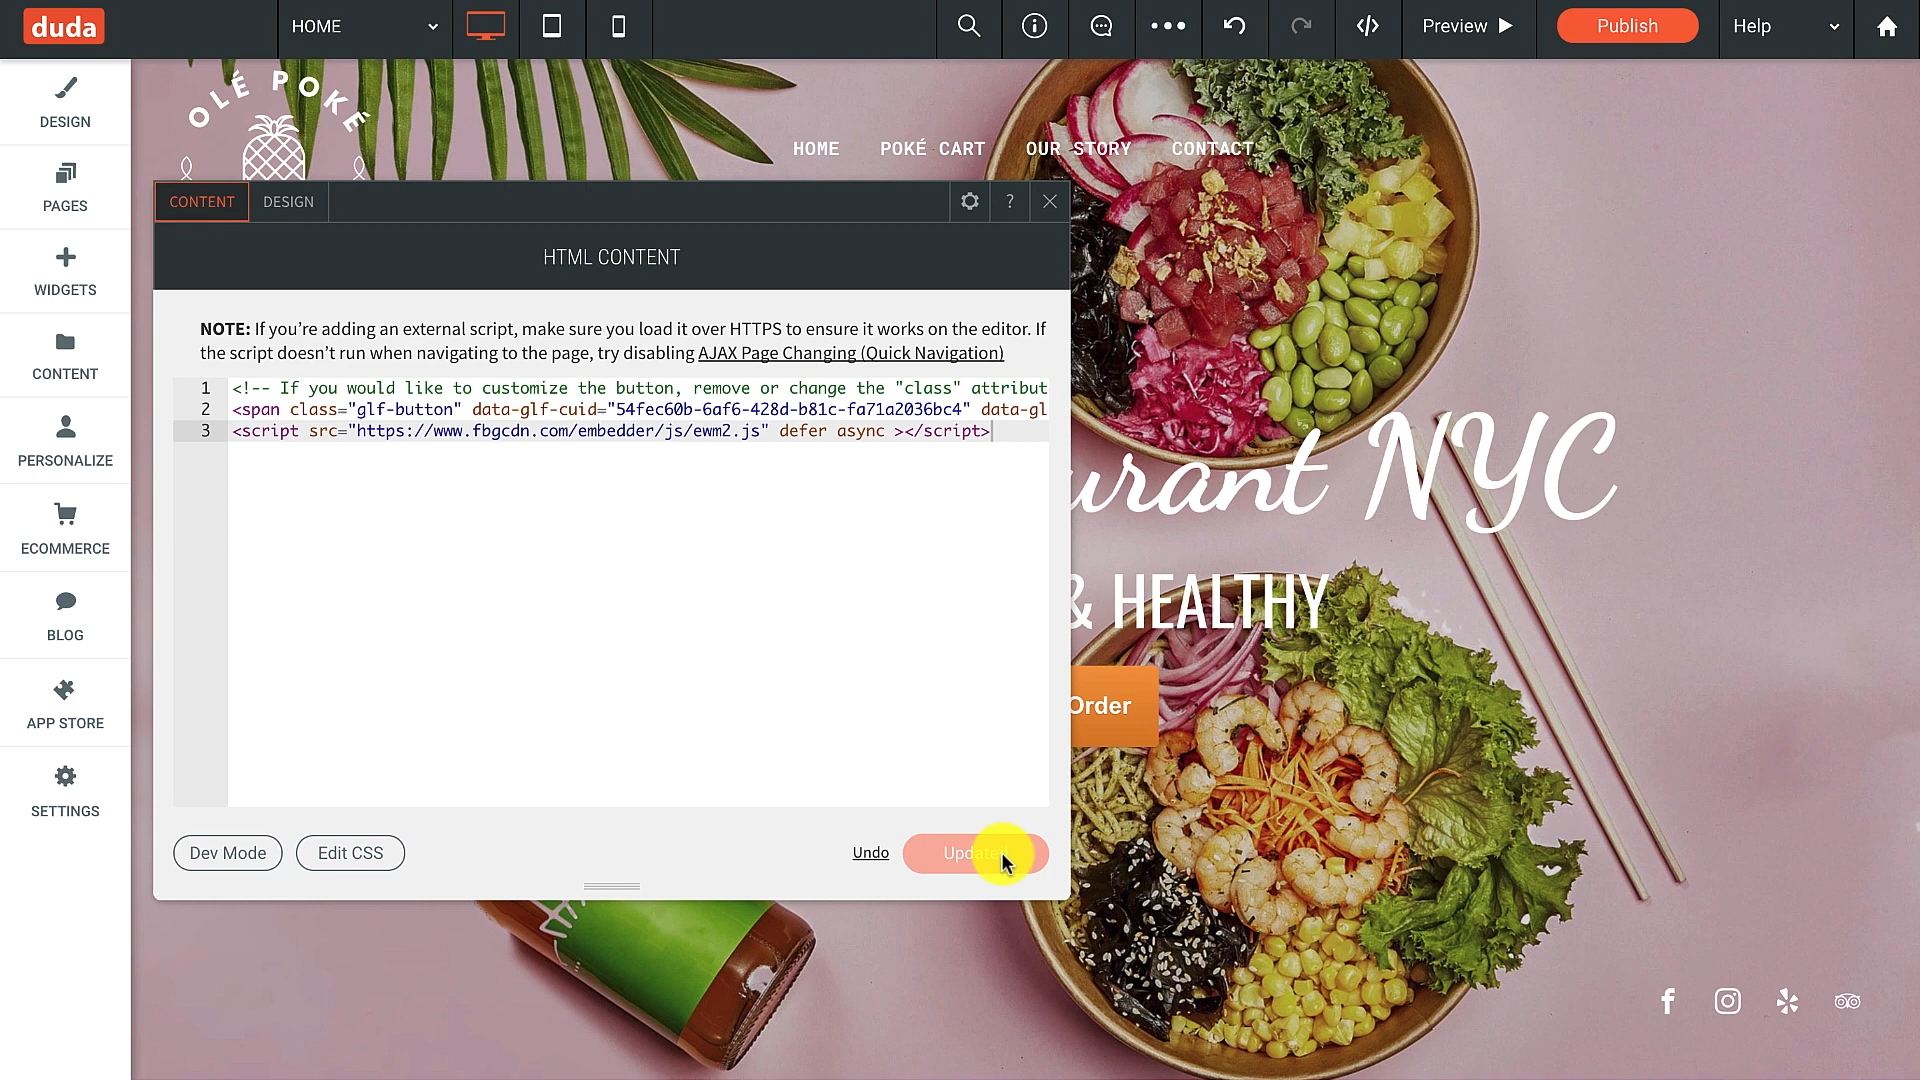 duda
HOME
Preview
Publish
Help
DESIGN
PAGES
WIDGETS
CONTENT
PERSONALIZE
ECOMMERCE
BLOG
APP STORE
SETTINGS
OLÉ POKÉ
HOME POKÉ CART OUR STORY CONTACT
CONTENT DESIGN
?
HTML CONTENT
NOTE: If you're adding an external script, make sure you load it over HTTPS to ensure it works on the editor. If
the script doesn't run when navigating to the page, try disabling AJAX Page Changing (Quick Navigation)
1 <!-- If you would like to customize the button, remove or change the "class" attribut
2 <span class="glf-button" data-glf-cuid="54fec60b-6af6-428d-b81c-fa71a2036bc4" data-gl
3 <script src="https://www.fbgcdn.com/embedder/js/ewm2.js" defer async ></script>
urant NYC
& HEALTHY
Order
Dev Mode Edit CSS Undo Updated